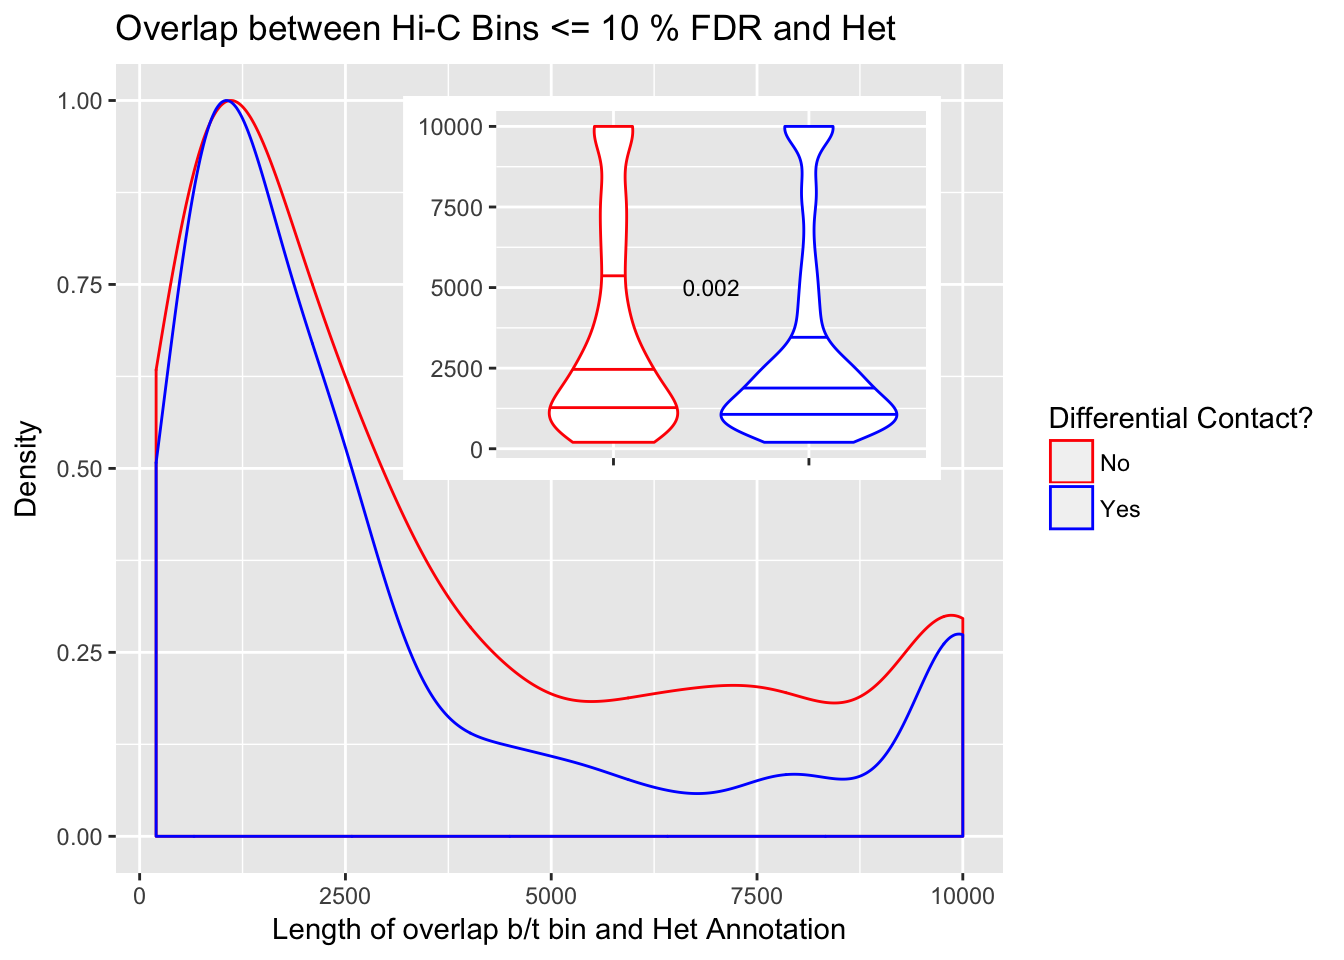 Overlap between Hi-C Bins <= 10 % FDR and Het
Density
1.00
0.75
0.50
0.25
0.00
0
2500
5000
7500
10000
Length of overlap b/t bin and Het Annotation
10000
7500
5000
2500
0
0.002
Differential Contact?
No
Yes